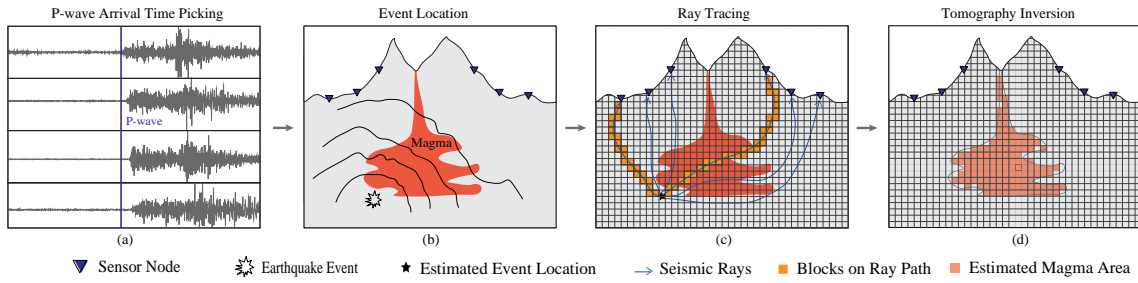 P-wave Arrival Time Picking
Event Location
Ray Tracing
Tomography Inversion
P-wave
Magma
(a)
(b)
(c)
(d)
Sensor Node
Earthquake Event
Estimated Event Location
Seismic Rays
Blocks on Ray Path
Estimated Magma Area